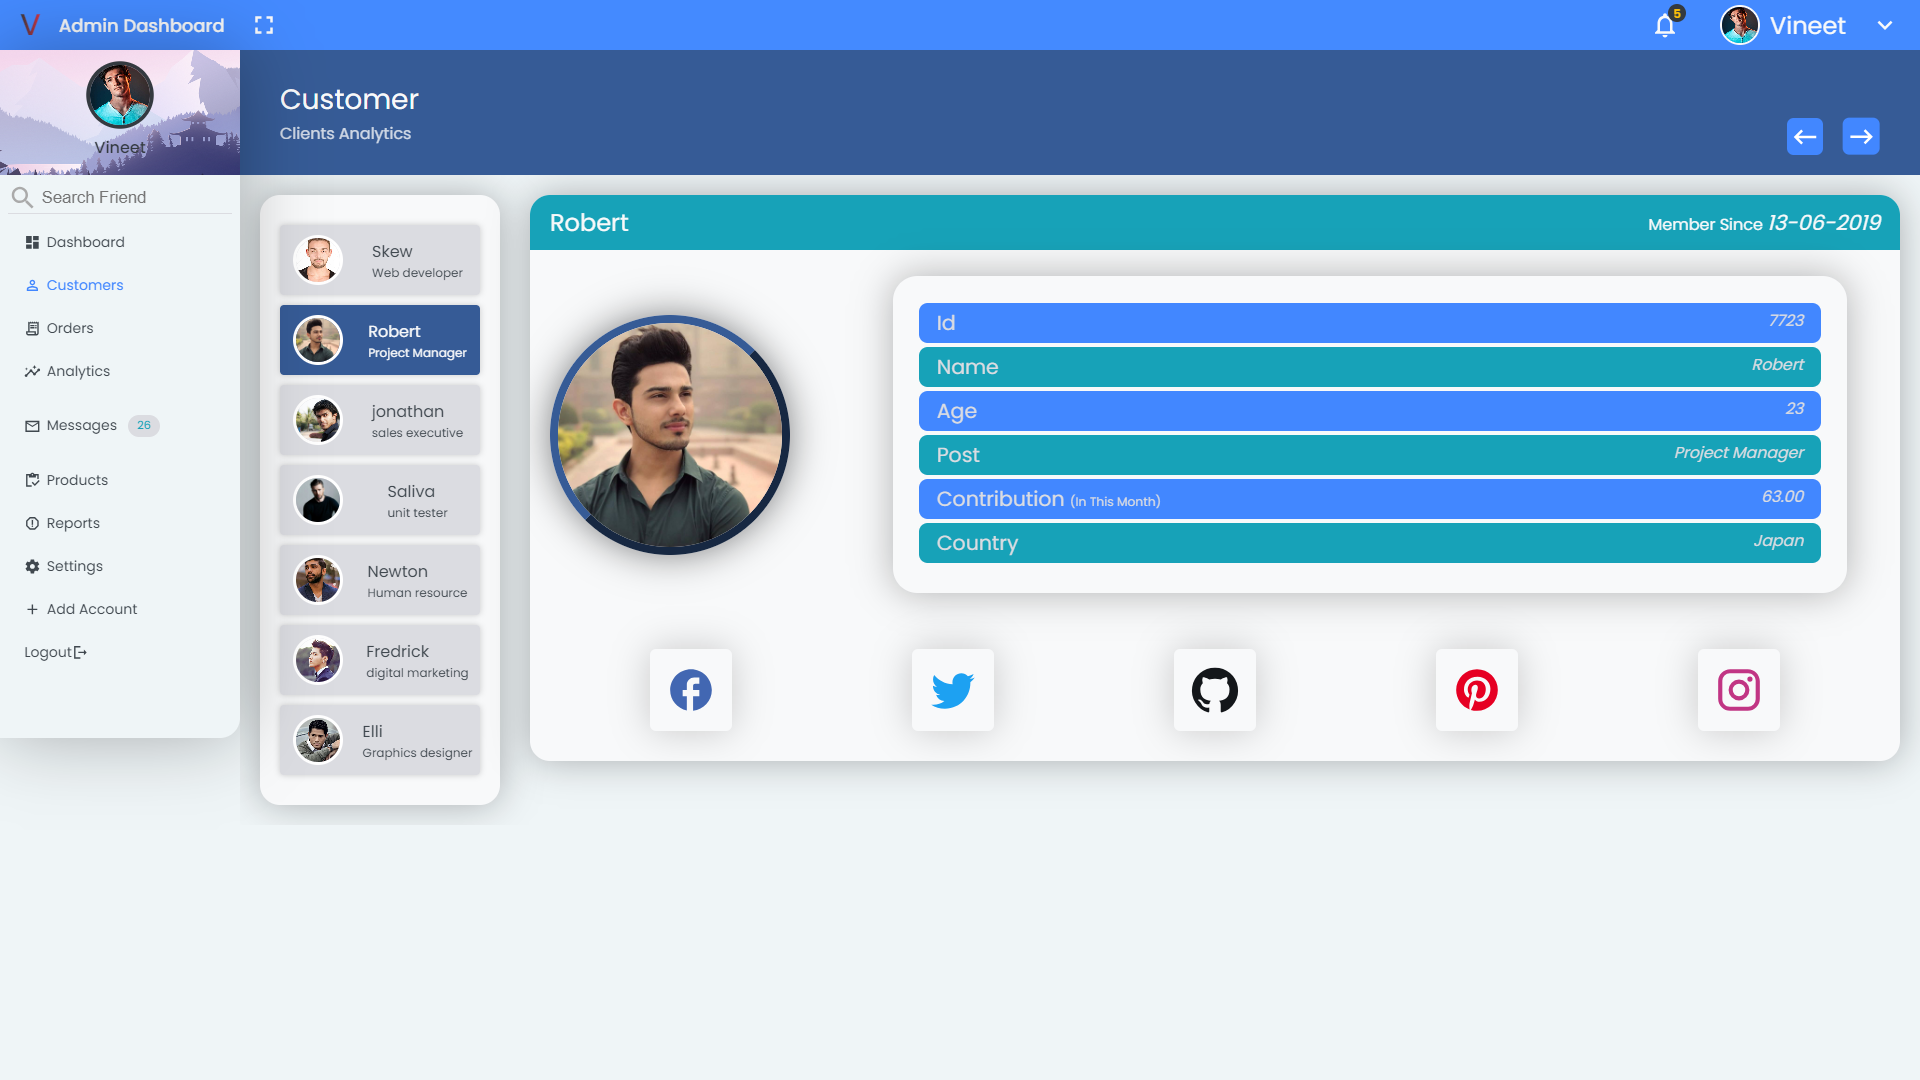 V Admin Dashboard
5
Vineet
Vineet
Search Friend
Dashboard
Customers
Orders
Analytics
Messages 26
Products
Reports
Settings
Add Account
Logout
Customer
Clients Analytics
Skew
Web developer
Robert
Project Manager
jonathan
sales executive
Saliva
unit tester
Newton
Human resource
Fredrick
digital marketing
Elli
Graphics designer
Robert
Member Since 13-06-2019
Id 7723
Name Robert
Age 23
Post Project Manager
Contribution (In This Month) 63.00
Country Japan